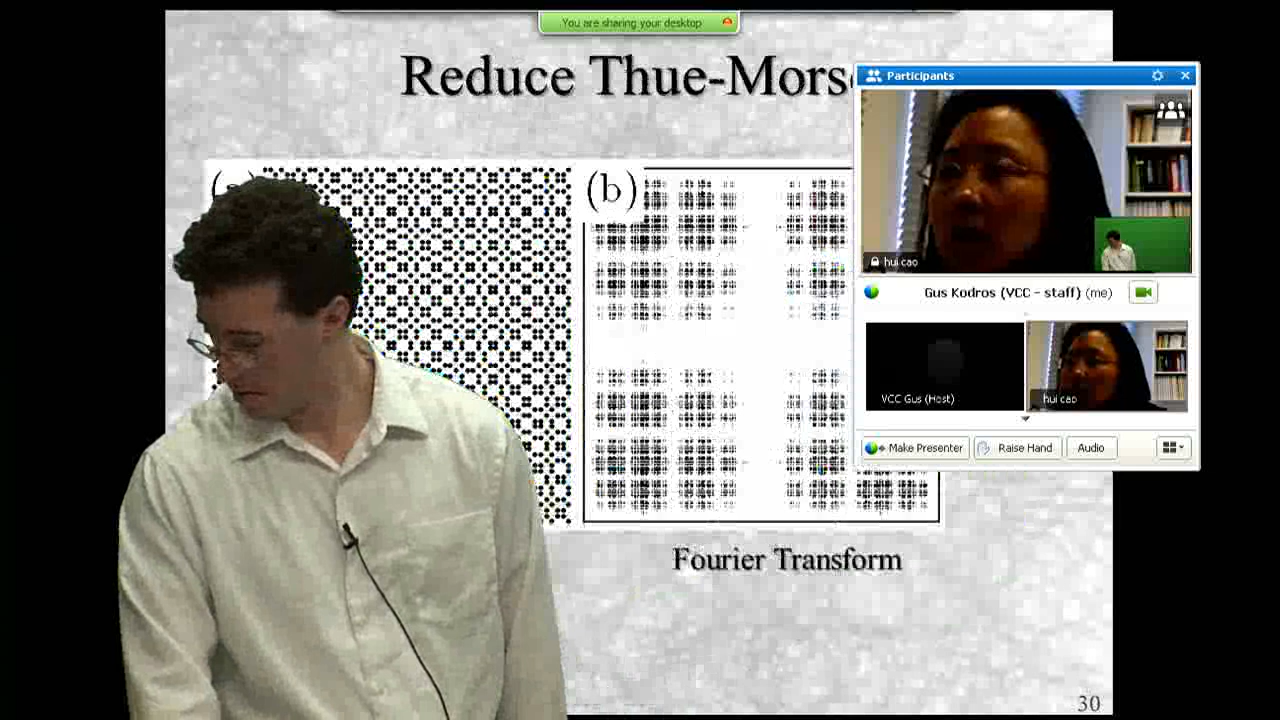 You are sharing your desktop
Reduce Thue-Mors
Participants
hui cao
Gus Kodros (VCC - staff) (me)
VCC Gus (Host)
hui cao
Make Presenter
Raise Hand
Audio
(b)
Fourier Transform
30